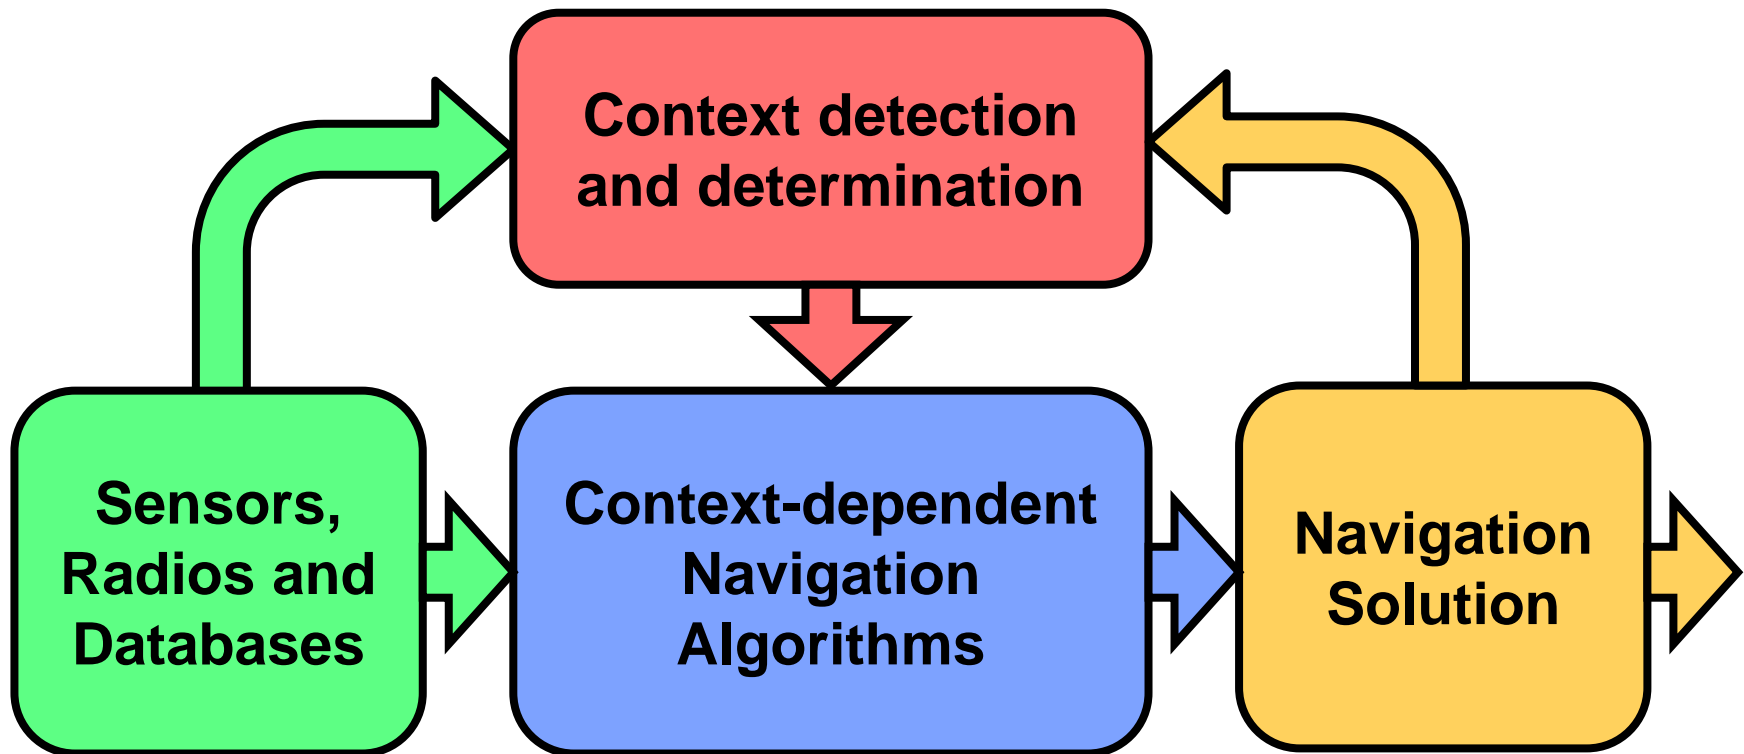 Context detection
and determination
Sensors,
Radios and
Databases
Context-dependent
Navigation
Algorithms
Navigation
Solution